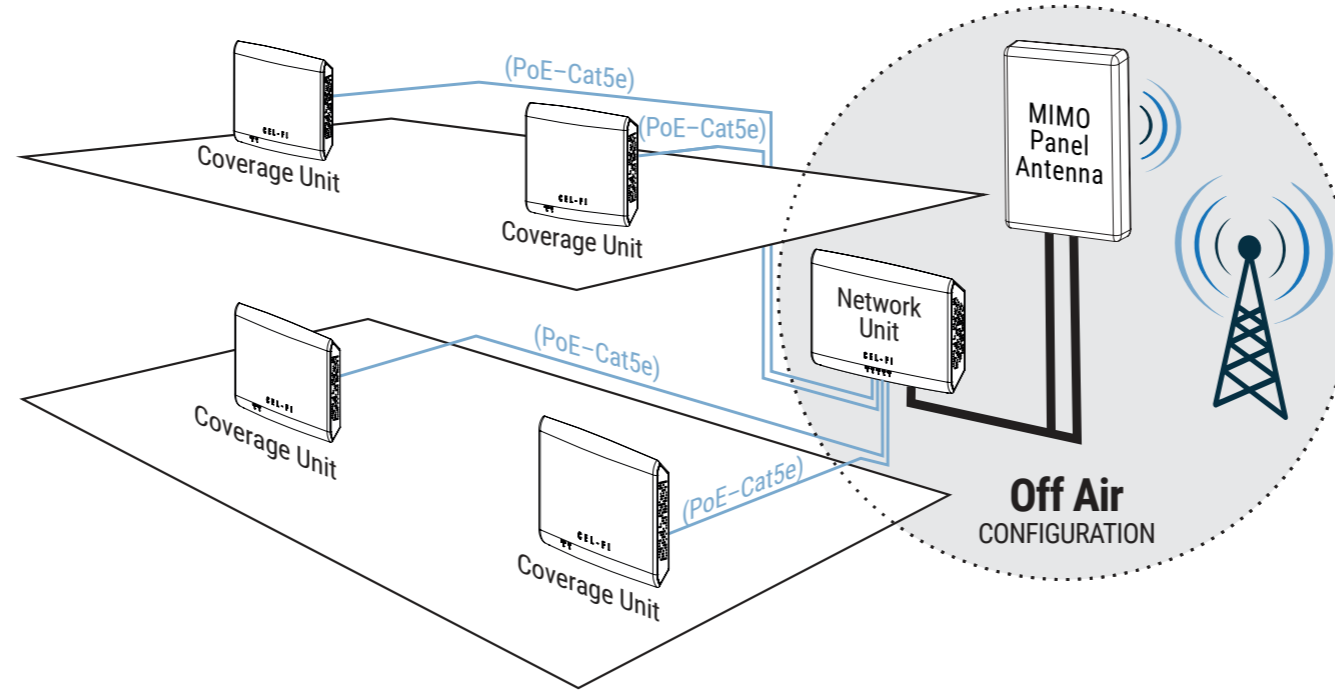 (PoE–Cat5e)
CEL-FI
Coverage Unit
(PoE–Cat5e)
CEL-FI
Coverage Unit
MIMO
Panel
Antenna
Network
Unit
CEL-FI
(PoE–Cat5e)
CEL-FI
Coverage Unit
(PoE–Cat5e)
CEL-FI
Coverage Unit
Off Air
CONFIGURATION